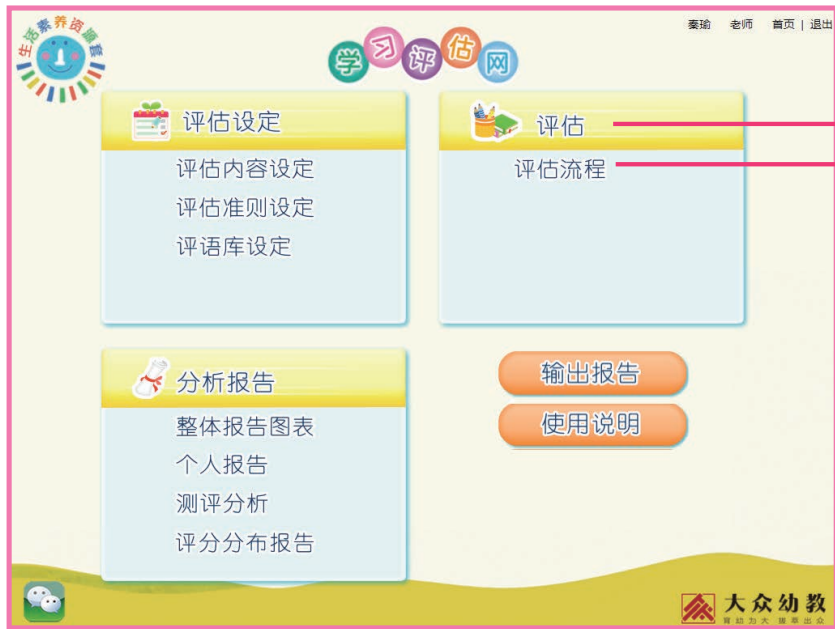 生活素养资源套
秦瑜 老师 首页 | 退出
学习评估网
评估设定
评估内容设定
评估准则设定
评语库设定
评估
评估流程
分析报告
整体报告图表
个人报告
测评分析
评分分布报告
输出报告
使用说明
大众幼教